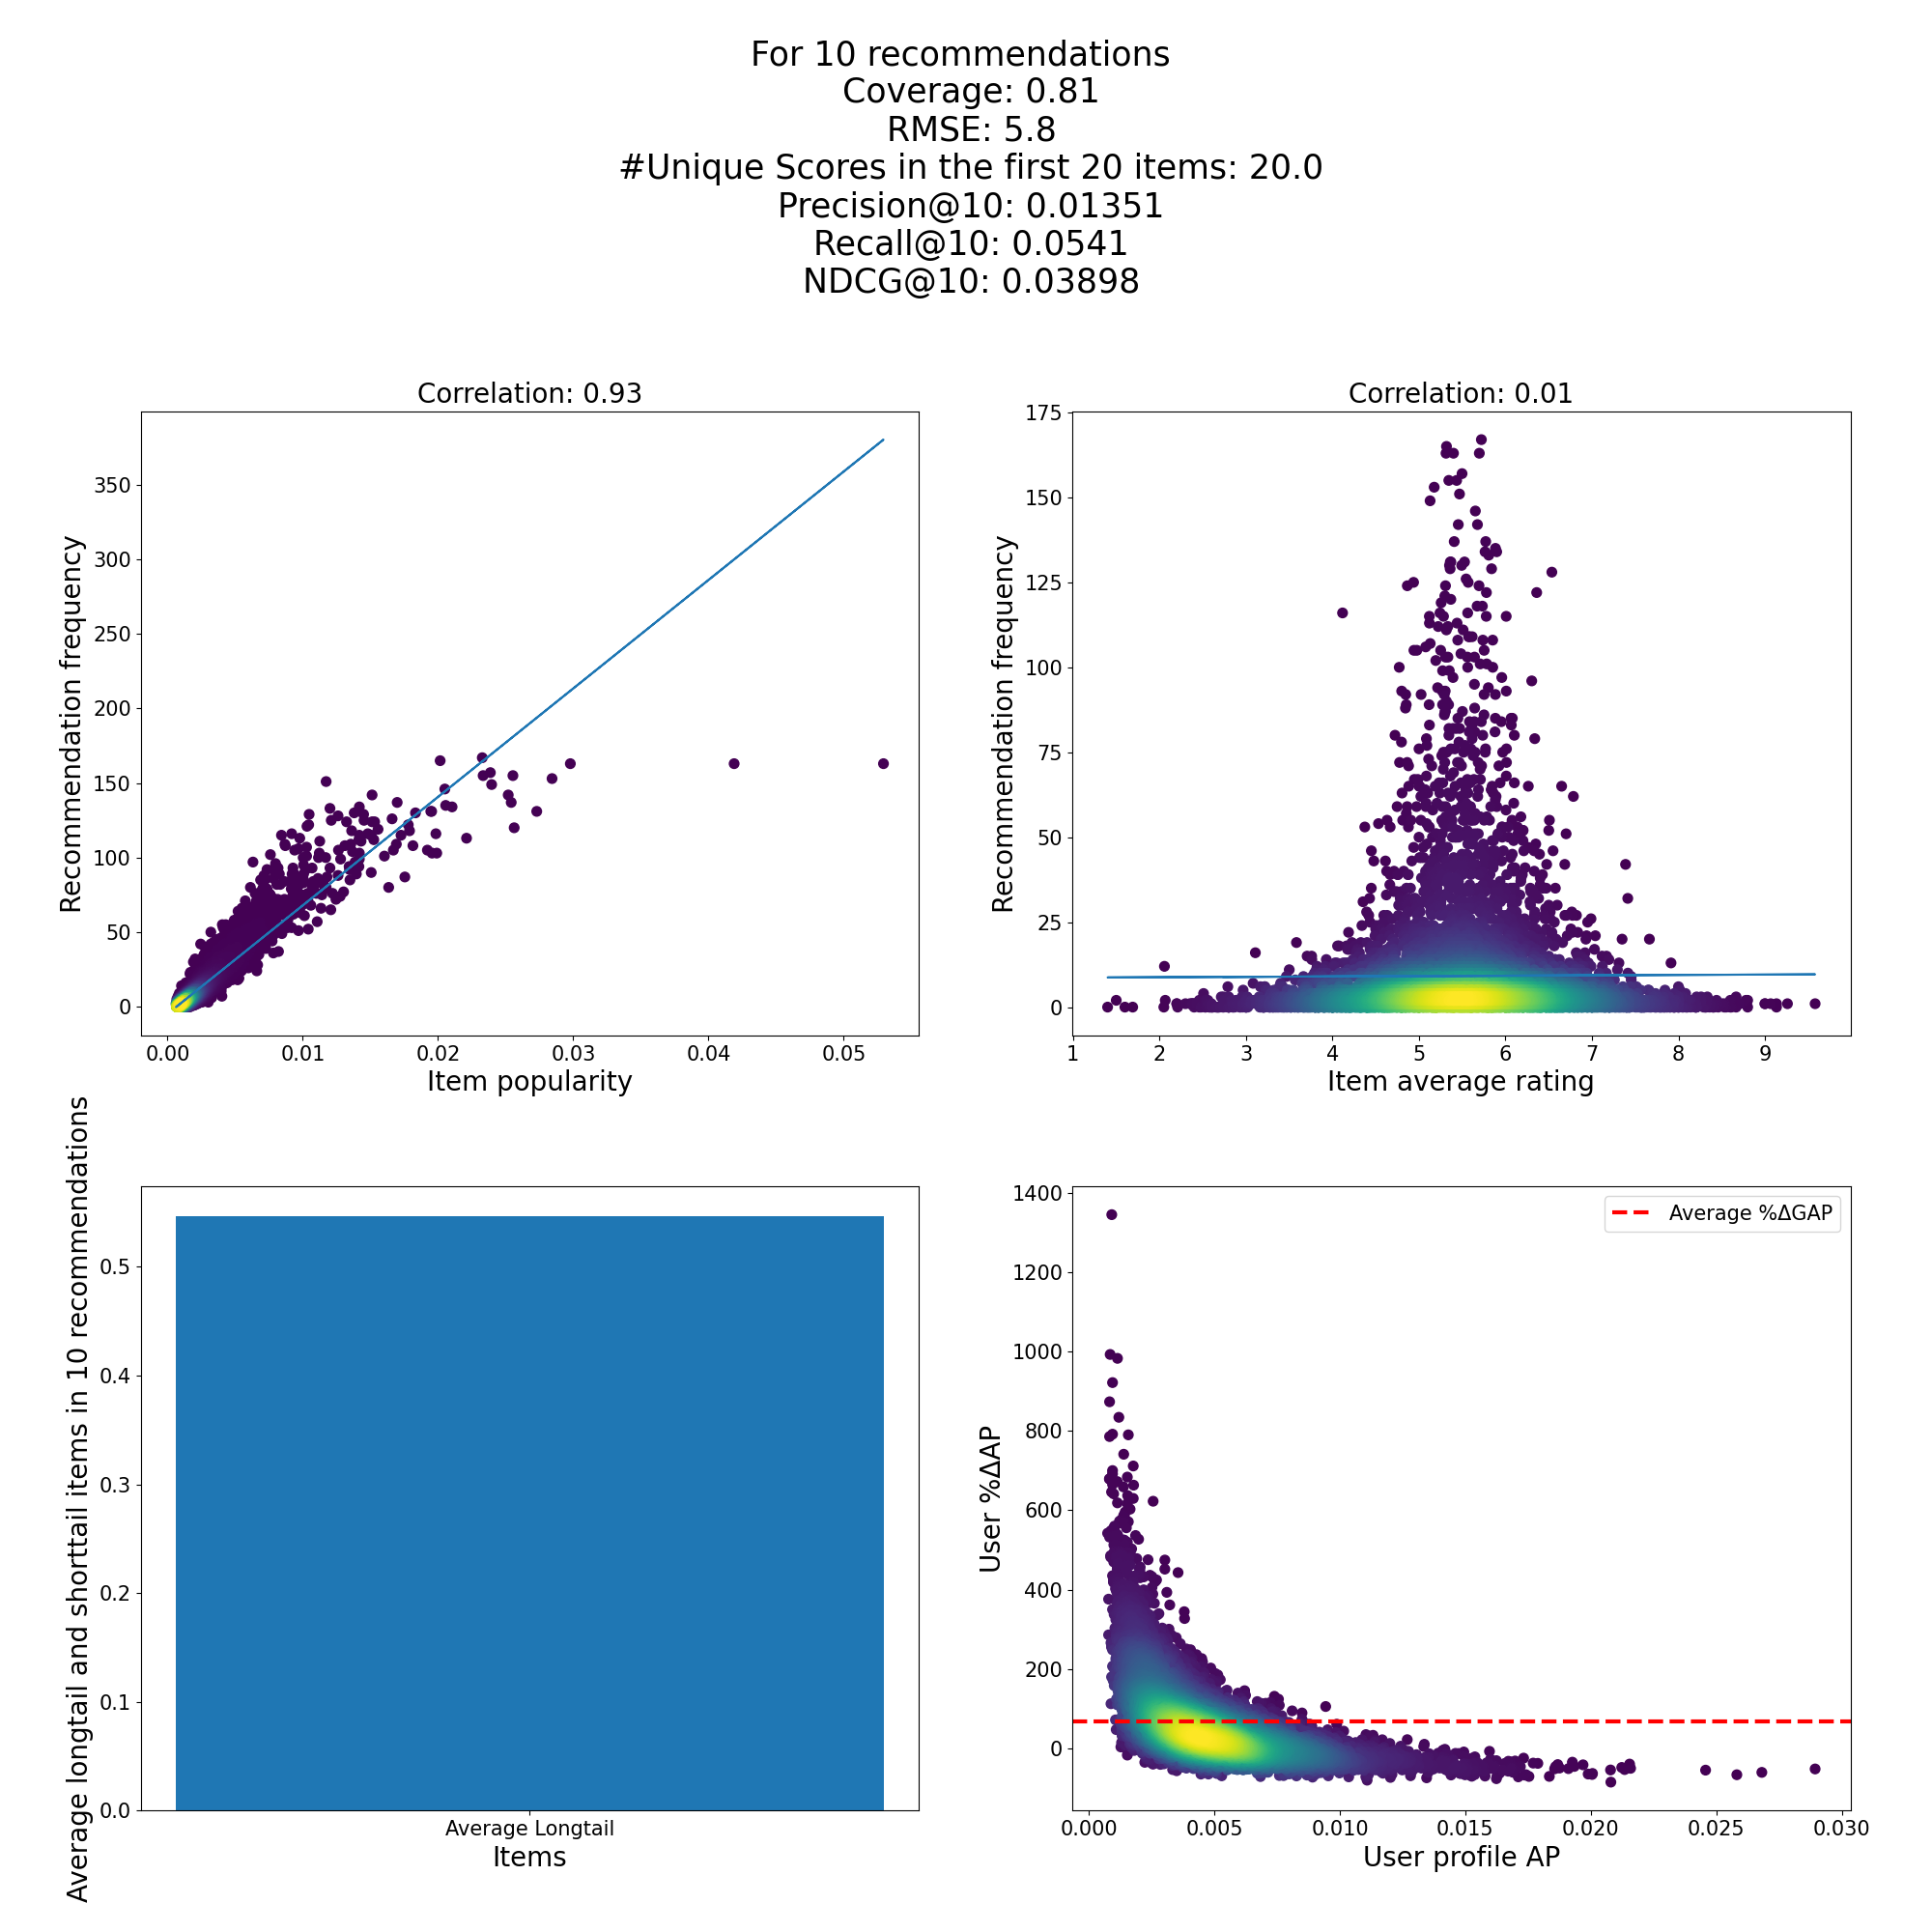 For 10 recommendations
Coverage: 0.81
RMSE: 5.8
#Unique Scores in the first 20 items: 20.0
Precision@10: 0.01351
Recall@10: 0.0541
NDCG@10: 0.03898
Correlation: 0.93
Recommendation frequency
350
300
250
200
150
100
50
0
0.00 0.01 0.02 0.03 0.04 0.05
Item popularity
Correlation: 0.01
Recommendation frequency
175
150
125
100
75
50
25
0
1 2 3 4 5 6 7 8 9
Item average rating
Average longtail and shorttail items in 10 recommendations
0.5
0.4
0.3
0.2
0.1
0.0
Average Longtail
Items
Average %ΔGAP
User %ΔAP
1400
1200
1000
800
600
400
200
0
0.000 0.005 0.010 0.015 0.020 0.025 0.030
User profile AP